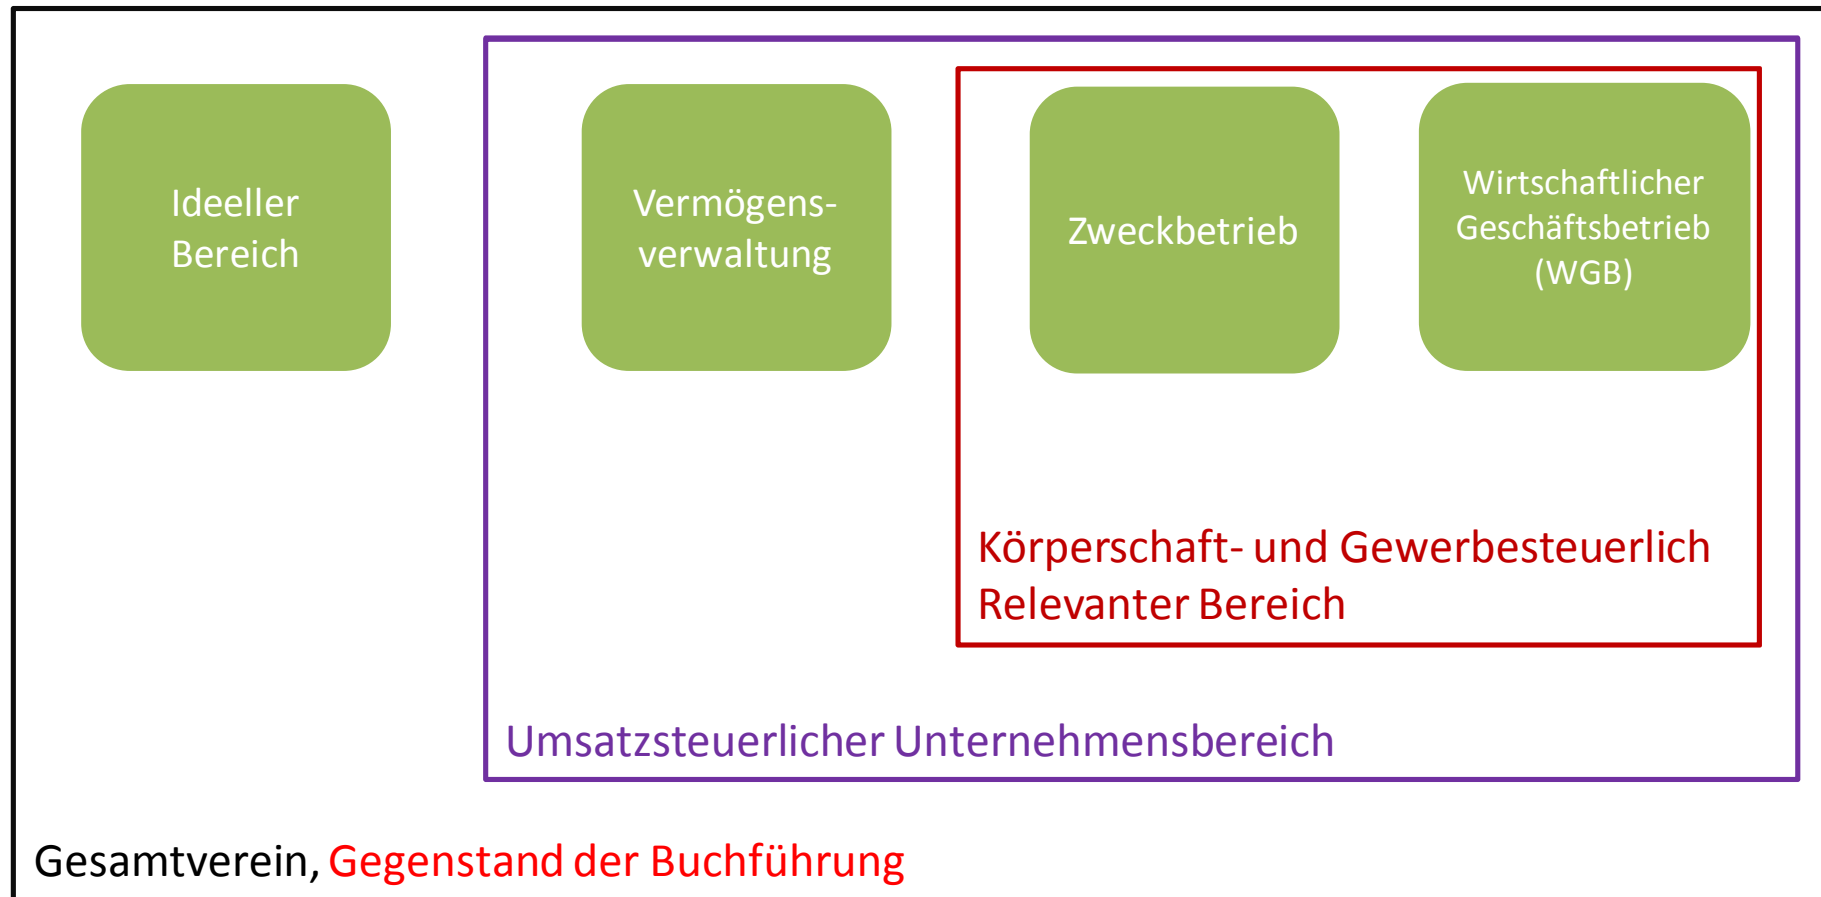 Ideeller
Bereich
Vermögens-
verwaltung
Zweckbetrieb
Wirtschaftlicher
Geschäftsbetrieb
(WGB)
Körperschaft- und Gewerbesteuerlich
Relevanter Bereich
Umsatzsteuerlicher Unternehmensbereich
Gesamtverein, Gegenstand der Buchführung